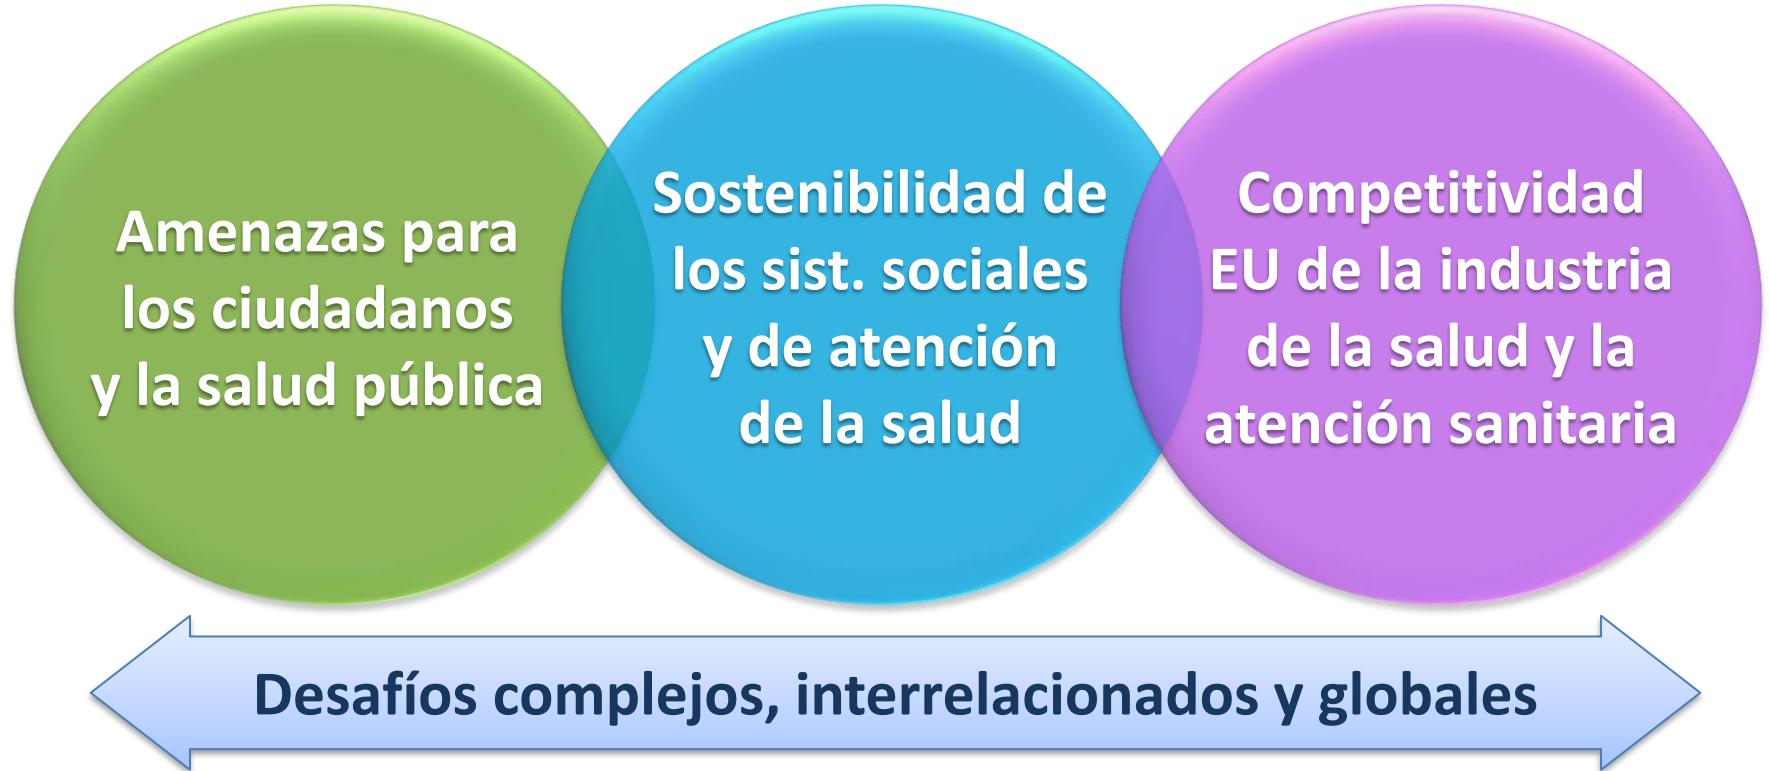 Amenazas para
los ciudadanos
y la salud pública
Sostenibilidad de
los sist. sociales
y de atención
de la salud
Competitividad
EU de la industria
de la salud y la
atención sanitaria
Desafíos complejos, interrelacionados y globales